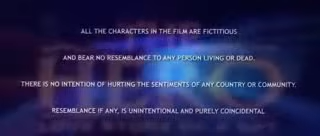 ALL THE CHARACTERS IN THE FILM ARE FICTITIOUS
AND BEAR NO RESEMBLANCE TO ANY PERSON LIVING OR DEAD.
THERE IS NO INTENTION OF HURTING THE SENTIMENTS OF ANY COUNTRY OR COMMUNITY.
RESEMBLANCE IF ANY, IS UNINTENTIONAL AND PURELY COINCIDENTAL